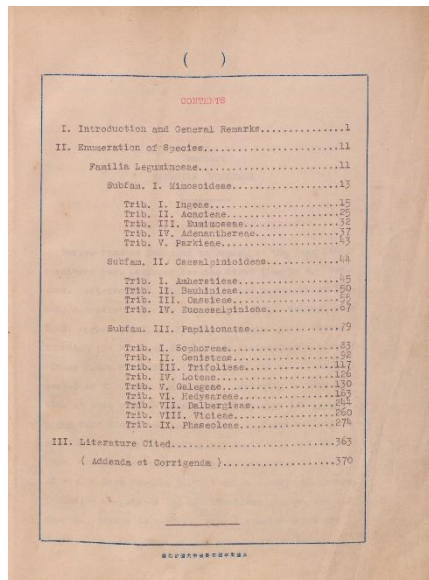 ( )
CONTENTS
I. Introduction and General Remarks...............1
II. Enumeration of Species.......................11
Familia Leguminosae.......................11
Subfam. I. Mimosoideae..................13
Trib. I. Ingeae.......................15
Trib. II. Acacieae....................25
Trib. III. Eumimoseae.................32
Trib. IV. Adenanthereae...............37
Trib. V. Parkieae.....................43
Subfam. II. Caesalpinioideae............44
Trib. I. Amherstieae..................45
Trib. II. Bauhinieae..................50
Trib. III. Cassieae...................
Trib. IV. Eucaesalpinieae.............67
Subfam. III. Papilionatae...............79
Trib. I. Sophoreae....................83
Trib. II. Genisteae...................92
Trib. III. Trifolieae................117
Trib. IV. Loteae.....................126
Trib. V. Galegeae....................130
Trib. VI. Hedysareae.................163
Trib. VII. Dalbergieae...............244
Trib. VIII. Vicieae..................260
Trib. IX. Phaseoleae.................274
III. Literature Cited...........................363
( Addenda et Corrigenda )..................370